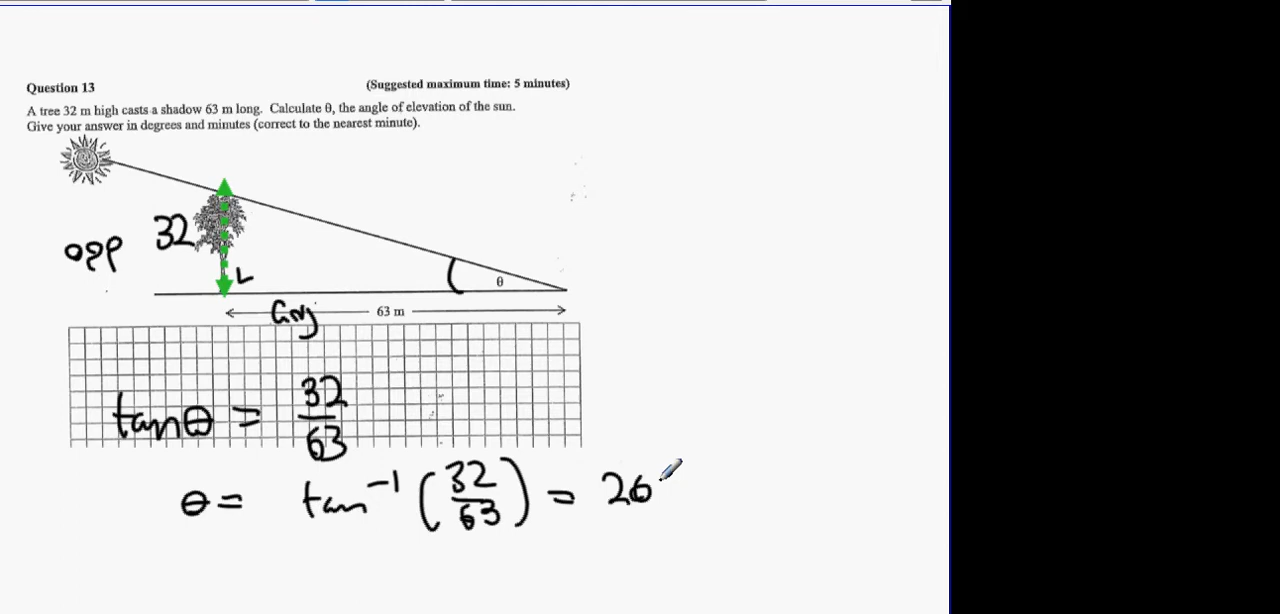 Question 13
(Suggested maximum time: 5 minutes)
A tree 32 m high casts a shadow 63 m long. Calculate θ, the angle of elevation of the sun.
Give your answer in degrees and minutes (correct to the nearest minute).
opp 32
L
θ
63 m
tanθ = 32/63
θ = tan⁻¹ (32/63) = 26